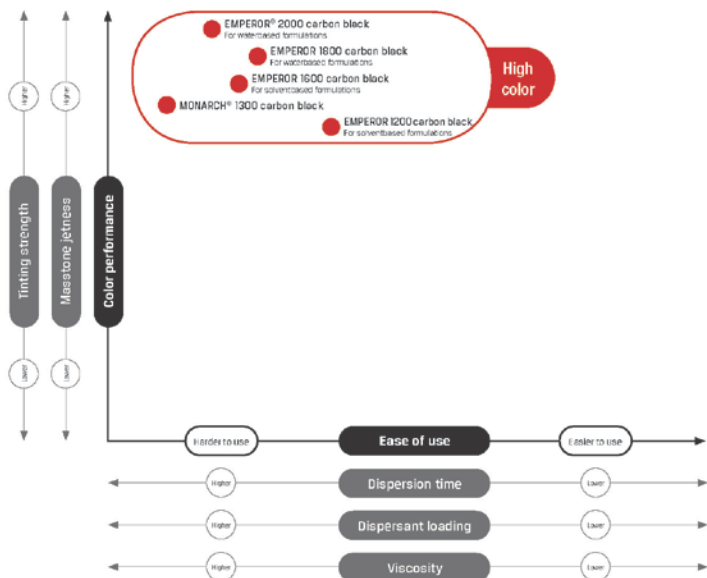 EMPEROR® 2000 carbon black
For waterbased formulations
EMPEROR 1800 carbon black
For waterbased formulations
EMPEROR 1600 carbon black
For solventbased formulations
MONARCH® 1300 carbon black
EMPEROR 1200 carbon black
For solventbased formulations
High
color
Higher
Higher
Tinting strength
Masstone jetness
Color performance
Lower
Lower
Harder to use
Ease of use
Easier to use
Higher
Dispersion time
Lower
Higher
Dispersant loading
Lower
Higher
Viscosity
Lower